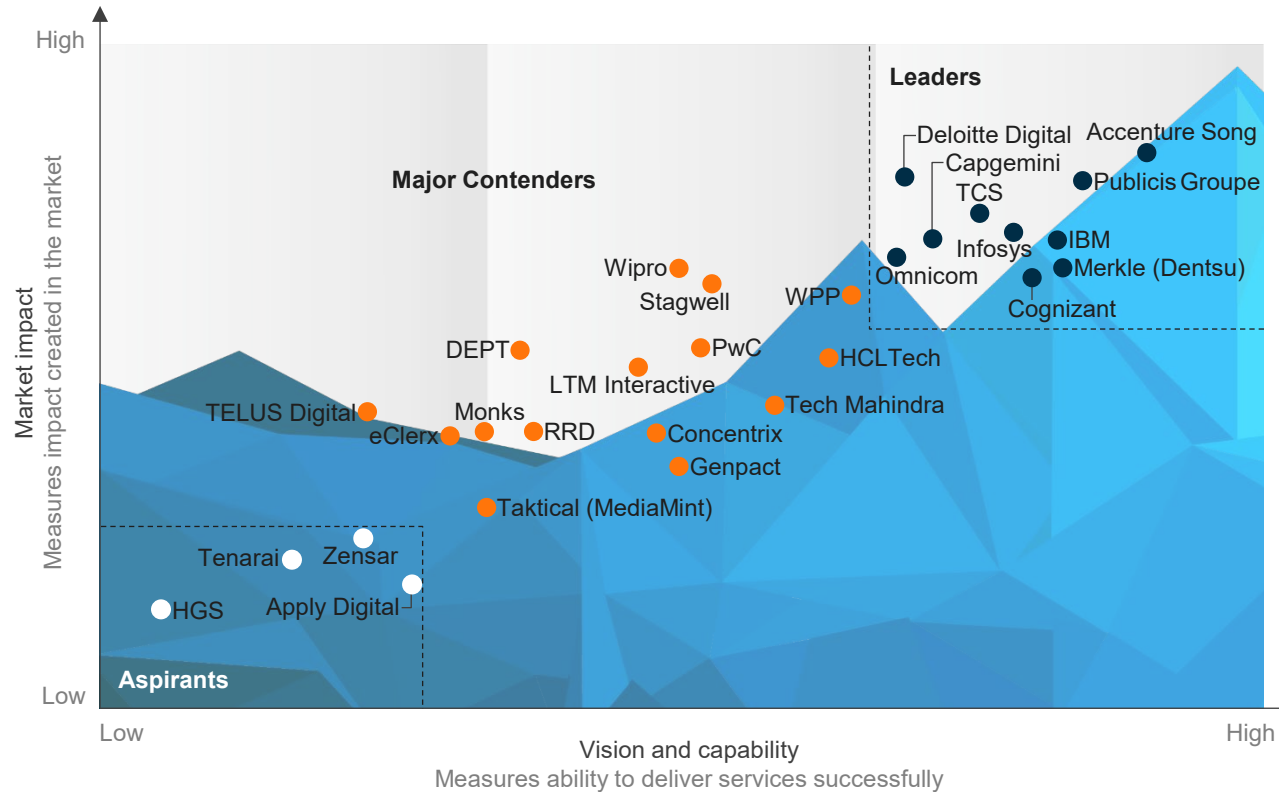 High
Leaders
Deloitte Digital
Accenture Song
Capgemini
Major Contenders
TCS
Publicis Groupe
Infosys
IBM
Omnicom
Merkle (Dentsu)
Wipro
Stagwell
WPP
Cognizant
DEPT
PwC
HCLTech
LTM Interactive
TELUS Digital
Monks
Tech Mahindra
eClerx
RRD
Concentrix
Genpact
Taktical (MediaMint)
Tenarai
Zensar
HGS
Apply Digital
Aspirants
Market impact
Measures impact created in the market
Low
Low
High
Vision and capability
Measures ability to deliver services successfully